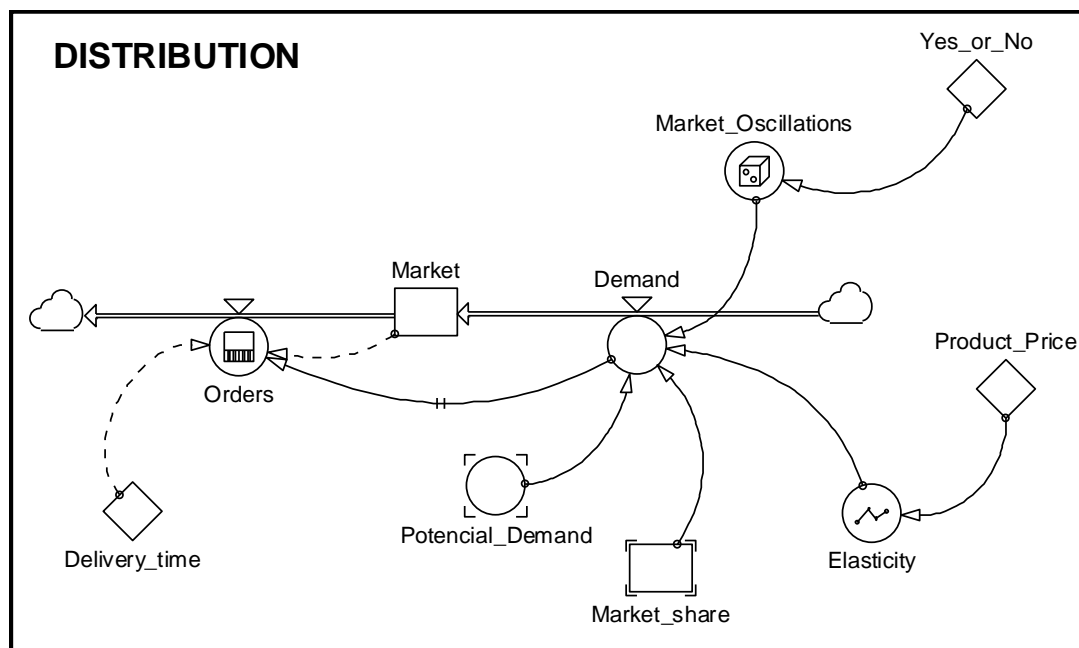 DISTRIBUTION
Yes_or_No
Market_Oscillations
Market
Demand
Product_Price
Orders
Potencial_Demand
Delivery_time
Elasticity
Market_share